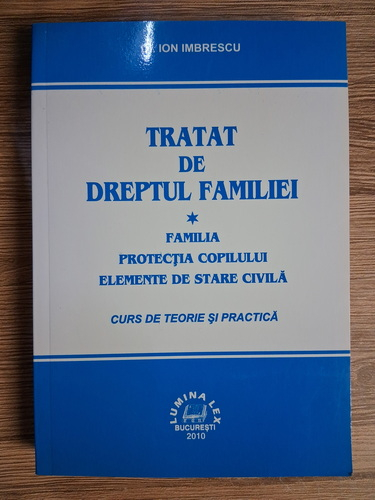 ION IMBRESCU
TRATAT
DE
DREPTUL FAMILIEI
*
FAMILIA
PROTECȚIA COPILULUI
ELEMENTE DE STARE CIVILĂ
CURS DE TEORIE ȘI PRACTICĂ
LUMINA LEX
BUCUREȘTI
2010